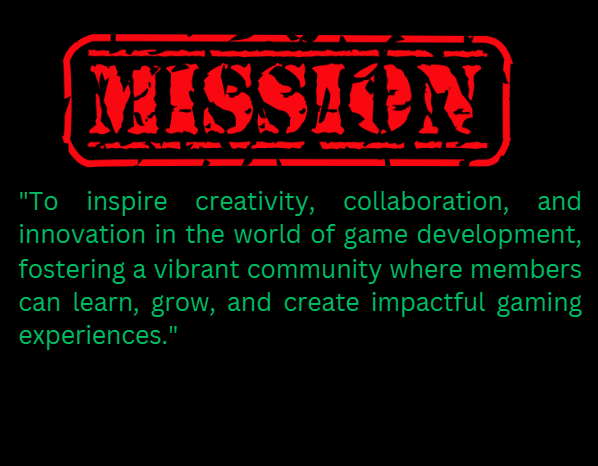 MISSION
"To inspire creativity, collaboration, and
innovation in the world of game development,
fostering a vibrant community where members
can learn, grow, and create impactful gaming
experiences."